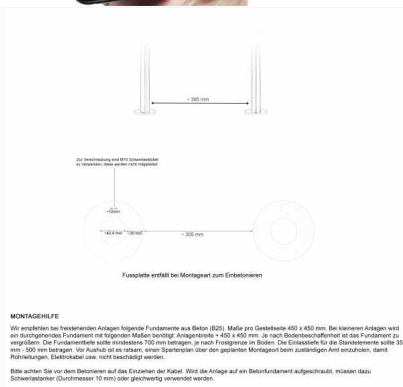 ~ 385 mm
Zur Verschraubung sind M10 Schwerlastdübel
zu Verwenden, diese werden nicht mitgeliefert
~12mm
~42,4 mm
~30 mm
~ 305 mm
Fussplatte entfällt bei Montageart zum Einbetonieren
MONTAGEHILFE
Wir empfehlen bei freistehenden Anlagen folgende Fundamente aus Beton (B25). Maße pro Gestellseite 450 x 450 mm. Bei kleineren Anlagen wird
ein durchgehendes Fundament mit folgenden Maßen benötigt: Anlagenbreite + 450 x 450 mm. Je nach Bodenbeschaffenheit ist das Fundament zu
vergrößern. Die Fundamenttiefe sollte mindestens 700 mm betragen, je nach Frostgrenze im Boden. Die Einlasstiefe für die Standelemente sollte 35
mm - 500 mm betragen. Vor Aushub ist es ratsam, einen Spartenplan über den geplanten Montageort beim zuständigen Amt einzuholen, damit
Rohrleitungen, Elektrokabel usw. nicht beschädigt werden.
Bitte achten Sie vor dem Betonieren auf das Einziehen der Kabel. Wird die Anlage auf ein Betonfundament aufgeschraubt, müssen dazu
Schwerlastanker (Durchmesser 10 mm) oder gleichwertig verwendet werden.